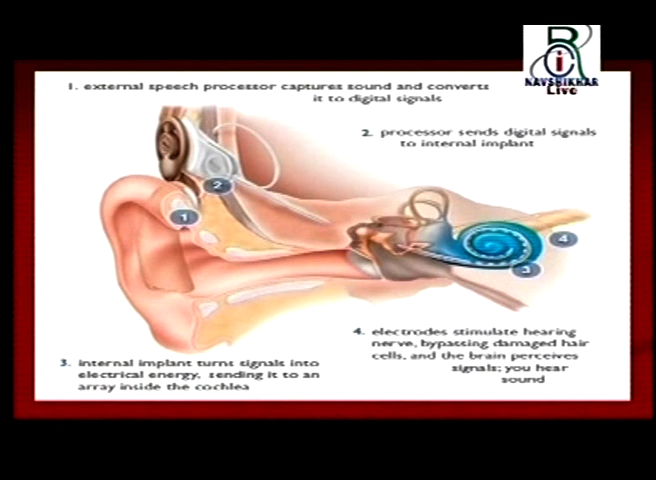 RCI
NAVSHIKHAR
Live
1. external speech processor captures sound and converts
it to digital signals
2. processor sends digital signals
to internal implant
2
1
4
3
4. electrodes stimulate hearing
nerve, bypassing damaged hair
cells, and the brain perceives
signals; you hear
sound
3. internal implant turns signals into
electrical energy, sending it to an
array inside the cochlea